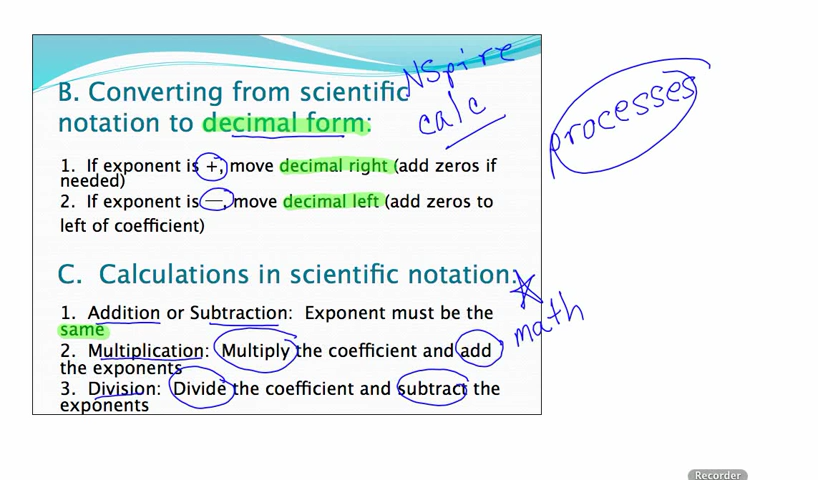 B. Converting from scientific
notation to decimal form:
NSpire
calc
processes
1. If exponent is +, move decimal right (add zeros if
needed)
2. If exponent is —, move decimal left (add zeros to
left of coefficient)
C. Calculations in scientific notation:
math
1. Addition or Subtraction: Exponent must be the
same
2. Multiplication: Multiply the coefficient and add
the exponents
3. Division: Divide the coefficient and subtract the
exponents
Recorder